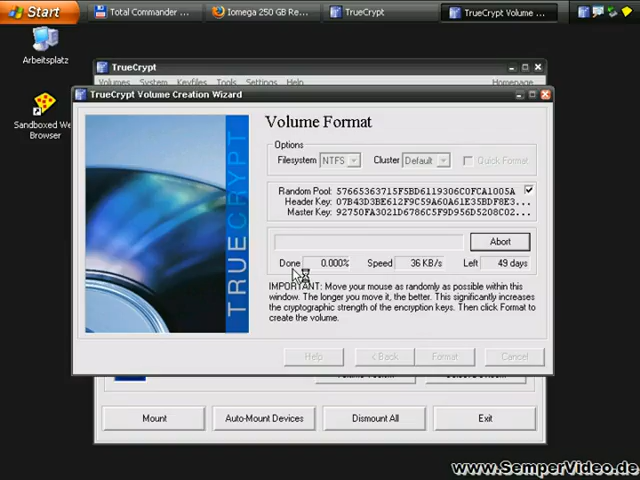 Start
Total Commander ...
Iomega 250 GB Re...
TrueCrypt
TrueCrypt Volume ...
Arbeitsplatz
TrueCrypt
Volumes System Keyfiles Tools Settings Help Homepage
TrueCrypt Volume Creation Wizard
Sandboxed We
Browser
TRUECRYPT
Volume Format
Options
Filesystem NTFS Cluster Default Quick Format
Random Pool: 57665363715F5BD6119306C0FCA1005A
Header Key: 07B43D3BE612F9C59A60A61E35BDF8E3...
Master Key: 92750FA3021D6786C5F9D956D5208C02...
Abort
Done 0.000% Speed 36 KB/s Left 49 days
IMPORTANT: Move your mouse as randomly as possible within this
window. The longer you move it, the better. This significantly increases
the cryptographic strength of the encryption keys. Then click Format to
create the volume.
Help < Back Format Cancel
Mount Auto-Mount Devices Dismount All Exit
www.SemperVideo.de